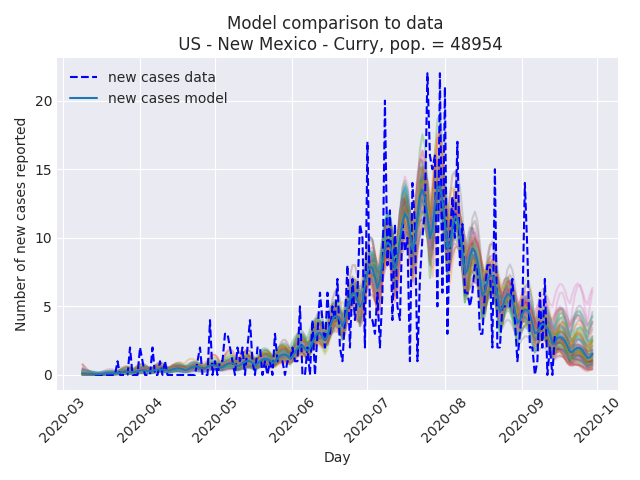 Model comparison to data
US - New Mexico - Curry, pop. = 48954
new cases data
new cases model
Number of new cases reported
20
15
10
5
0
2020-03
2020-04
2020-05
2020-06
2020-07
2020-08
2020-09
2020-10
Day